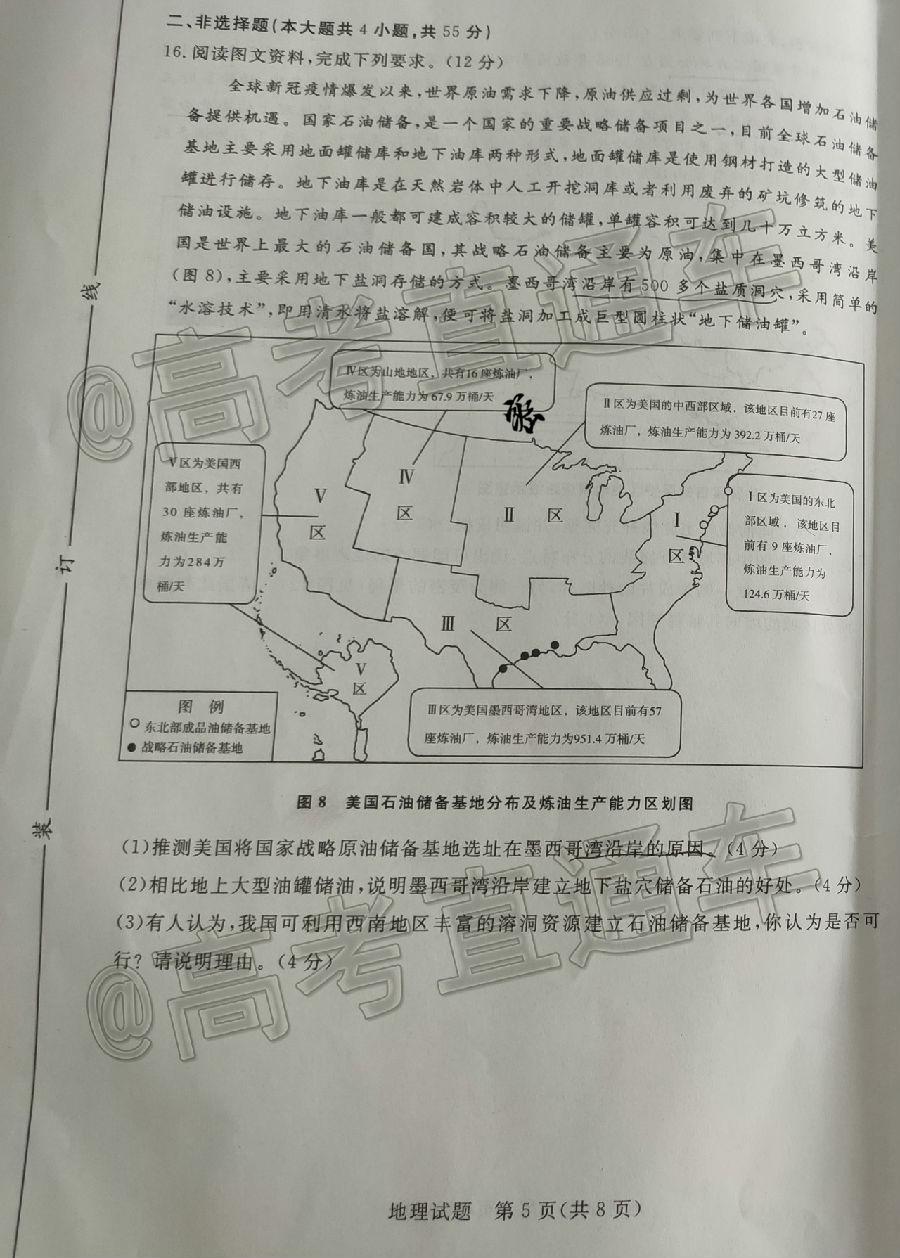 二、非选择题(本大题共 4 小题,共 55 分)
16.阅读图文资料,完成下列要求。(12 分)
全球新冠疫情爆发以来,世界原油需求下降,原油供应过剩,为世界各国增加石油储
备提供机遇。国家石油储备,是一个国家的重要战略储备项目之一,目前全球石油储备
基地主要采用地面罐储库和地下油库两种形式,地面罐储库是使用钢材打造的大型储油
罐进行储存。地下油库是在天然岩体中人工开挖洞库或者利用废弃的矿坑修筑的地下
储油设施。地下油库一般都可建成容积较大的储罐,单罐容积可达到几十万立方米。美
国是世界上最大的石油储备国,其战略石油储备主要为原油,集中在墨西哥湾沿岸
(图 8),主要采用地下盐洞存储的方式。墨西哥湾沿岸有 500 多个盐质洞穴,采用简单的
“水溶技术”,即用清水将盐溶解,便可将盐洞加工成巨型圆柱状“地下储油罐”。
Ⅳ区为山地地区,共有16座炼油厂,
炼油生产能力为 67.9 万桶/天
Ⅱ区为美国的中西部区域,该地区目前有27座
炼油厂,炼油生产能力为 392.2 万桶/天
Ⅴ区为美国西
部地区,共有
30 座炼油厂,
炼油生产能
力为284万
桶/天
Ⅰ区为美国的东北
部区域,该地区目
前有 9 座炼油厂,
炼油生产能力为
124.6 万桶/天
Ⅴ
区
Ⅳ
区
Ⅱ 区
Ⅰ
区
Ⅲ 区
Ⅴ
区
Ⅲ区为美国墨西哥湾地区,该地区目前有57
座炼油厂,炼油生产能力为951.4 万桶/天
图 例
东北部成品油储备基地
战略石油储备基地
图 8 美国石油储备基地分布及炼油生产能力区划图
(1)推测美国将国家战略原油储备基地选址在墨西哥湾沿岸的原因。(4 分)
(2)相比地上大型油罐储油,说明墨西哥湾沿岸建立地下盐穴储备石油的好处。(4 分)
(3)有人认为,我国可利用西南地区丰富的溶洞资源建立石油储备基地,你认为是否可
行?请说明理由。(4 分)
地理试题 第 5 页(共 8 页)
线
订
装
@高考直通车
@高考直通车